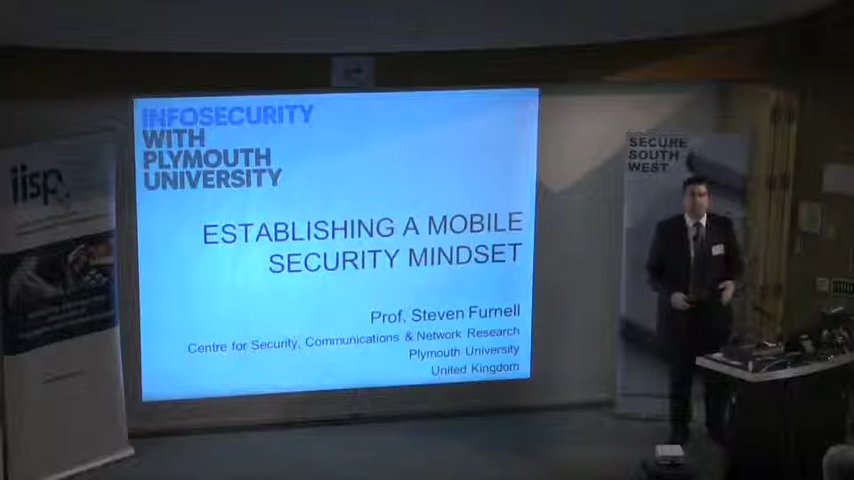 iisp.
INFOSECURITY
WITH
PLYMOUTH
UNIVERSITY
ESTABLISHING A MOBILE
SECURITY MINDSET
Prof. Steven Furnell
Centre for Security, Communications & Network Research
Plymouth University
United Kingdom
SECURE
SOUTH
WEST